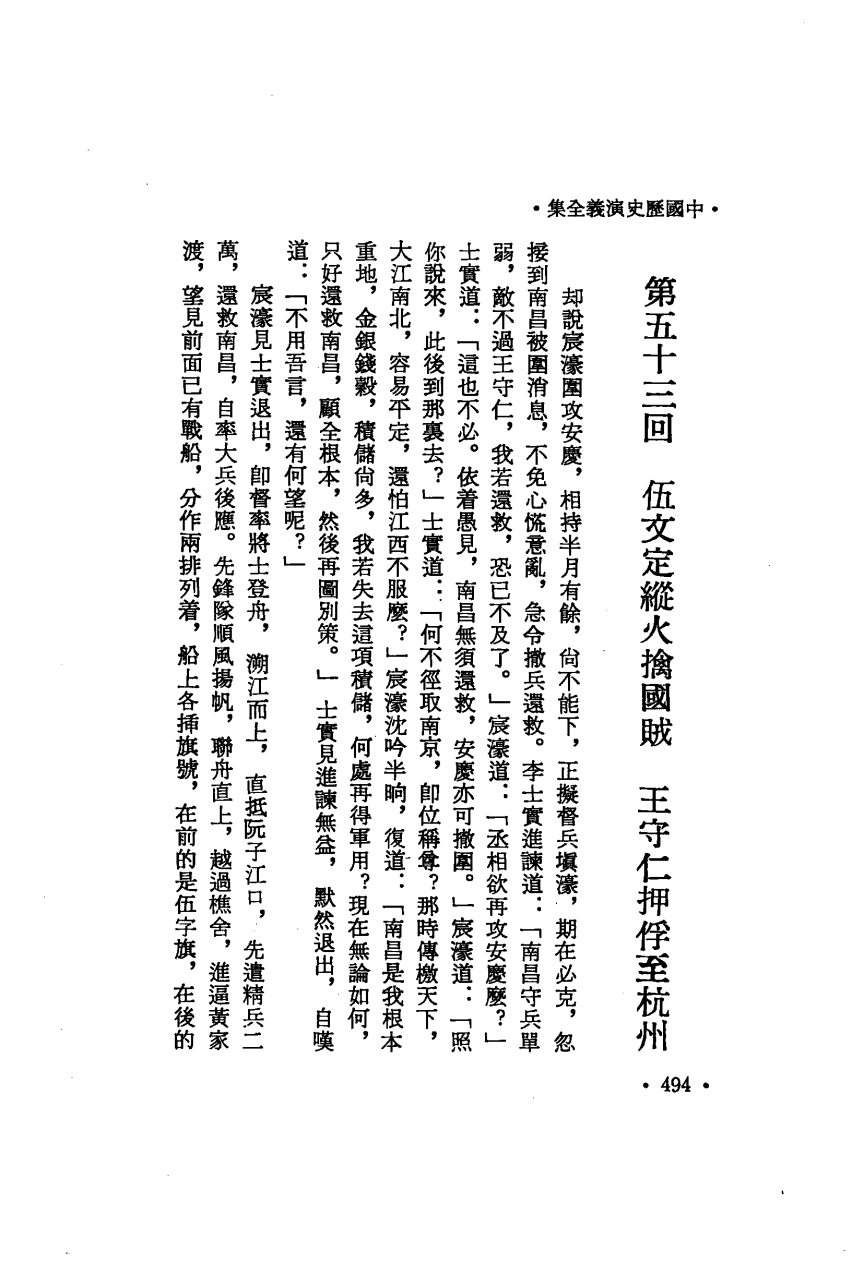 •中國歷史演義全集•
第五十三回　伍文定縱火擒國賊　王守仁押俘至杭州
却說宸濠圍攻安慶，相持半月有餘，尙不能下，正擬督兵塡濠，期在必克，忽
接到南昌被圍消息，不免心慌意亂，急令撤兵還救。李士實進諫道：「南昌守兵單
弱，敵不過王守仁，我若還救，恐已不及了。」宸濠道：「丞相欲再攻安慶麼？」
士實道：「這也不必。依着愚見，南昌無須還救，安慶亦可撤圍。」宸濠道：「照
你說來，此後到那裏去？」士實道：「何不徑取南京，卽位稱尊？那時傳檄天下，
大江南北，容易平定，還怕江西不服麼？」宸濠沈吟半晌，復道：「南昌是我根本
重地，金銀錢穀，積儲尙多，我若失去這項積儲，何處再得軍用？現在無論如何，
只好還救南昌，顧全根本，然後再圖別策。」士實見進諫無益，默然退出，自嘆
道：「不用吾言，還有何望呢？」
宸濠見士實退出，卽督率將士登舟，溯江而上，直抵阮子江口，先遣精兵二
萬，還救南昌，自率大兵後應。先鋒隊順風揚帆，聯舟直上，越過樵舍，進逼黃家
渡，望見前面已有戰船，分作兩排列着，船上各揷旗號，在前的是伍字旗，在後的
• 494 •